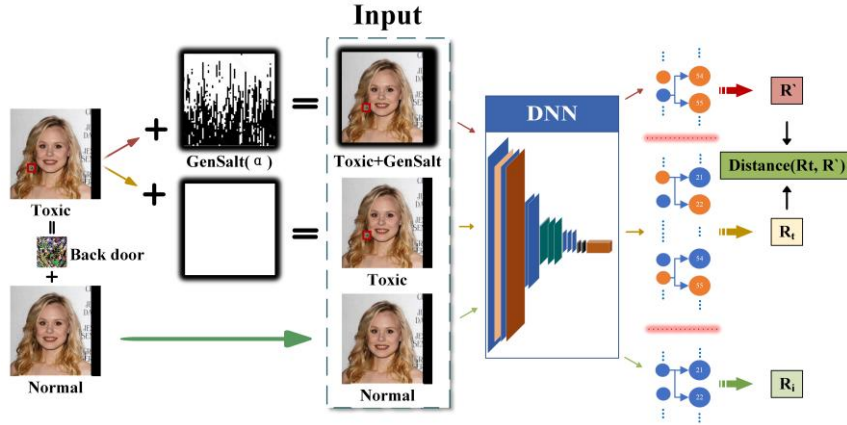 Input
GenSalt(α)
Toxic+GenSalt
Toxic
Back door
Toxic
Normal
Normal
DNN
54
55
R`
Distance(Rt, R`)
21
22
Rt
54
55
21
22
Ri